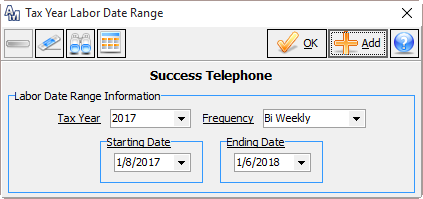 AM Tax Year Labor Date Range
OK Add ?
Success Telephone
Labor Date Range Information
Tax Year 2017 Frequency Bi Weekly
Starting Date Ending Date
1/8/2017 1/6/2018